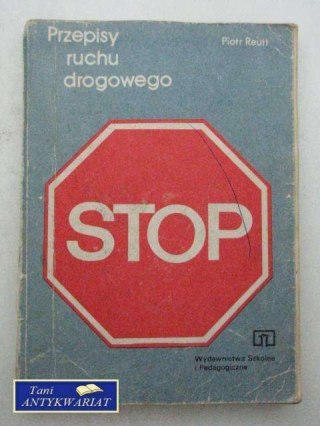 Przepisy
ruchu
drogowego
Piotr Reutt
STOP
Wydawnictwa Szkolne
i Pedagogiczne
Tani
ANTYKWARIAT